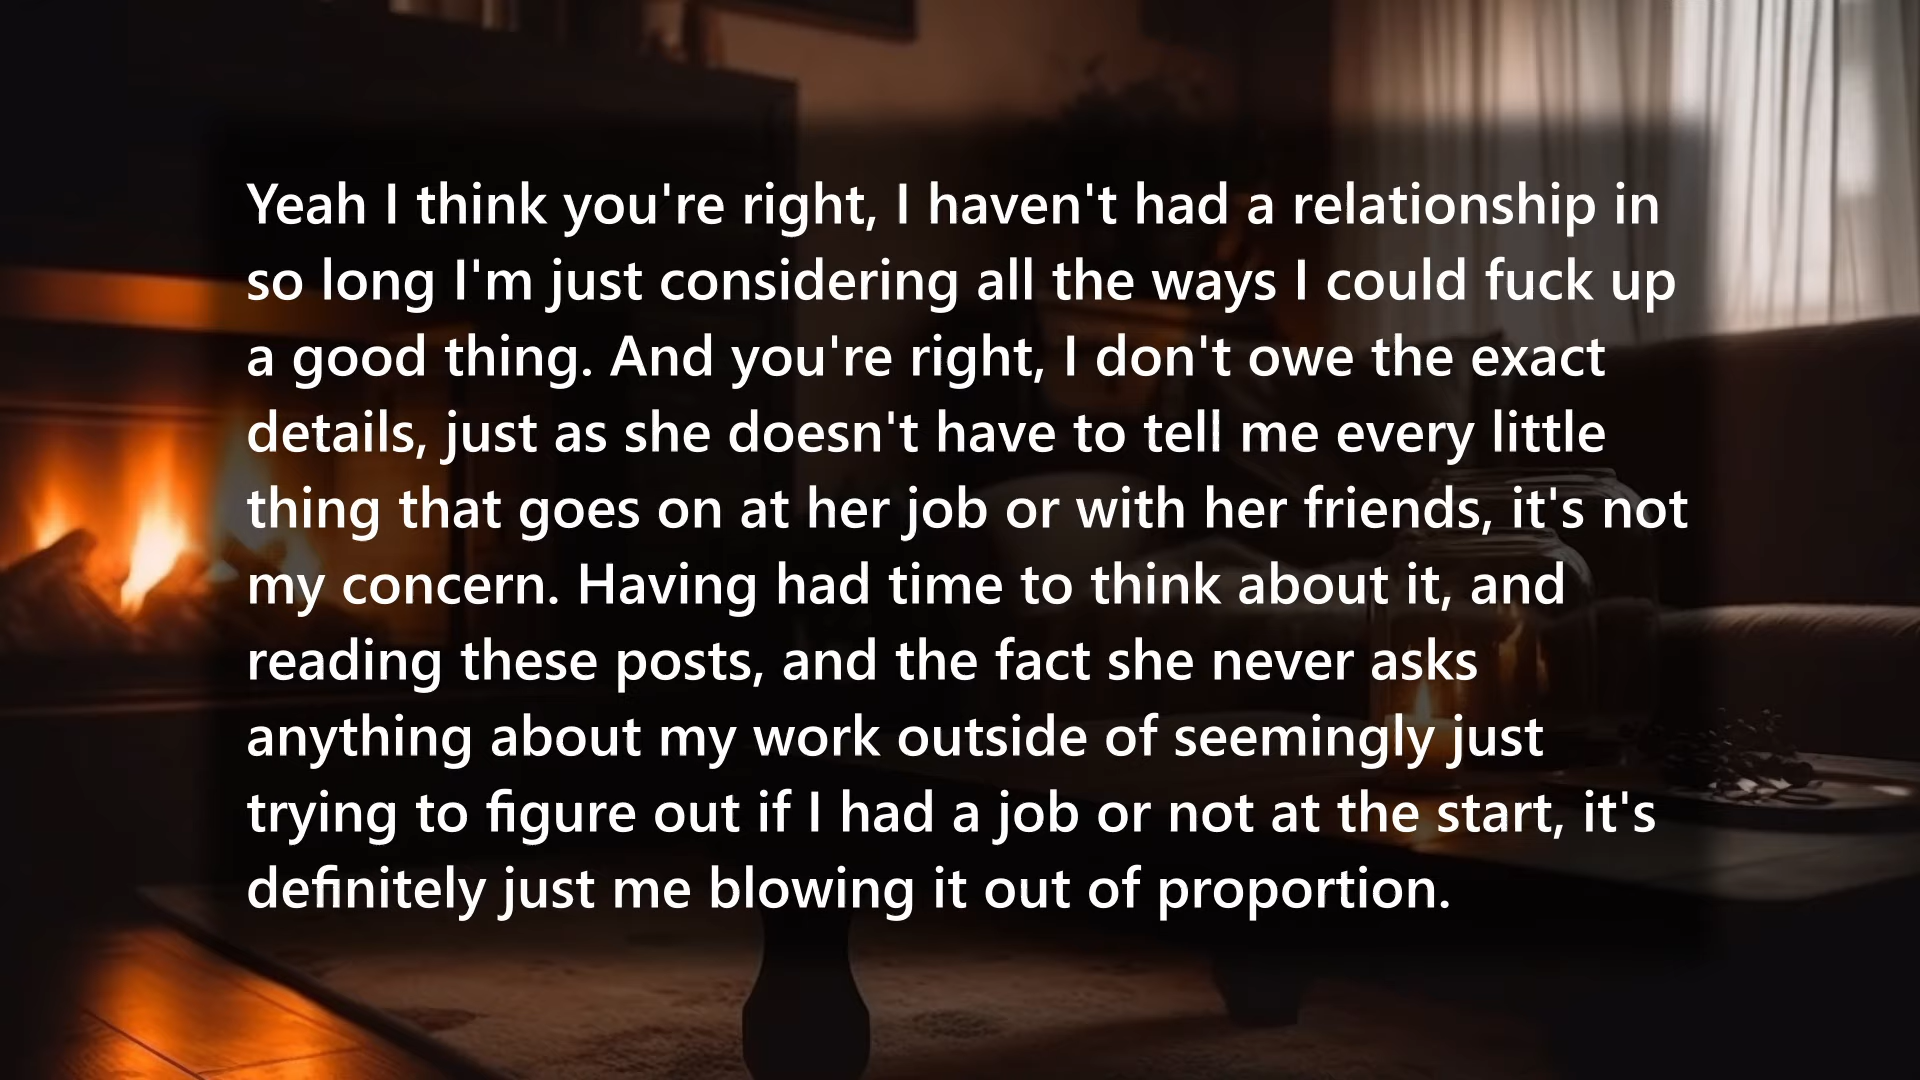 Yeah I think you're right, I haven't had a relationship in
so long I'm just considering all the ways I could fuck up
a good thing. And you're right, I don't owe the exact
details, just as she doesn't have to tell me every little
thing that goes on at her job or with her friends, it's not
my concern. Having had time to think about it, and
reading these posts, and the fact she never asks
anything about my work outside of seemingly just
trying to figure out if I had a job or not at the start, it's
definitely just me blowing it out of proportion.